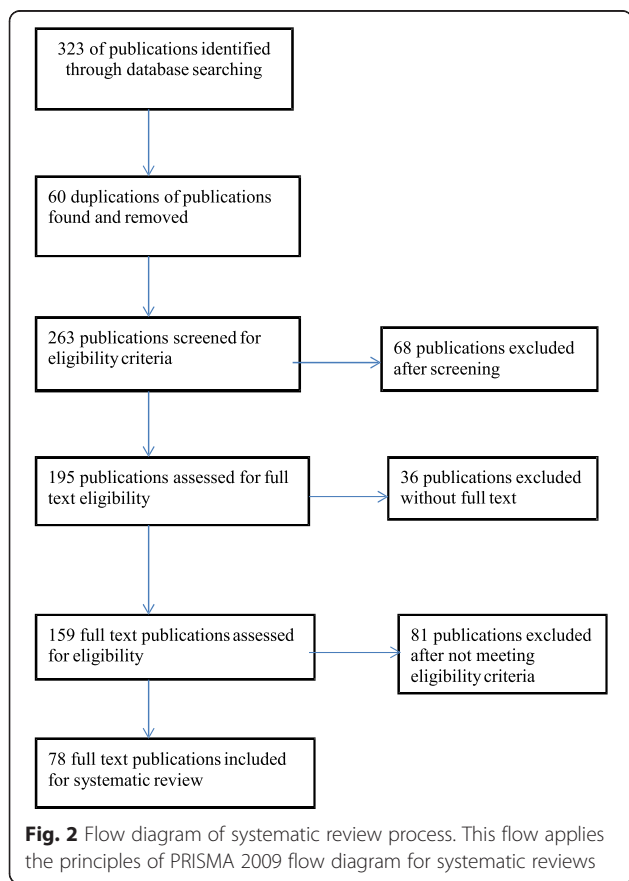 323 of publications identified
through database searching
60 duplications of publications
found and removed
263 publications screened for
eligibility criteria
68 publications excluded
after screening
195 publications assessed for full
text eligibility
36 publications excluded
without full text
159 full text publications assessed
for eligibility
81 publications excluded
after not meeting
eligibility criteria
78 full text publications included
for systematic review
Fig. 2 Flow diagram of systematic review process. This flow applies
the principles of PRISMA 2009 flow diagram for systematic reviews